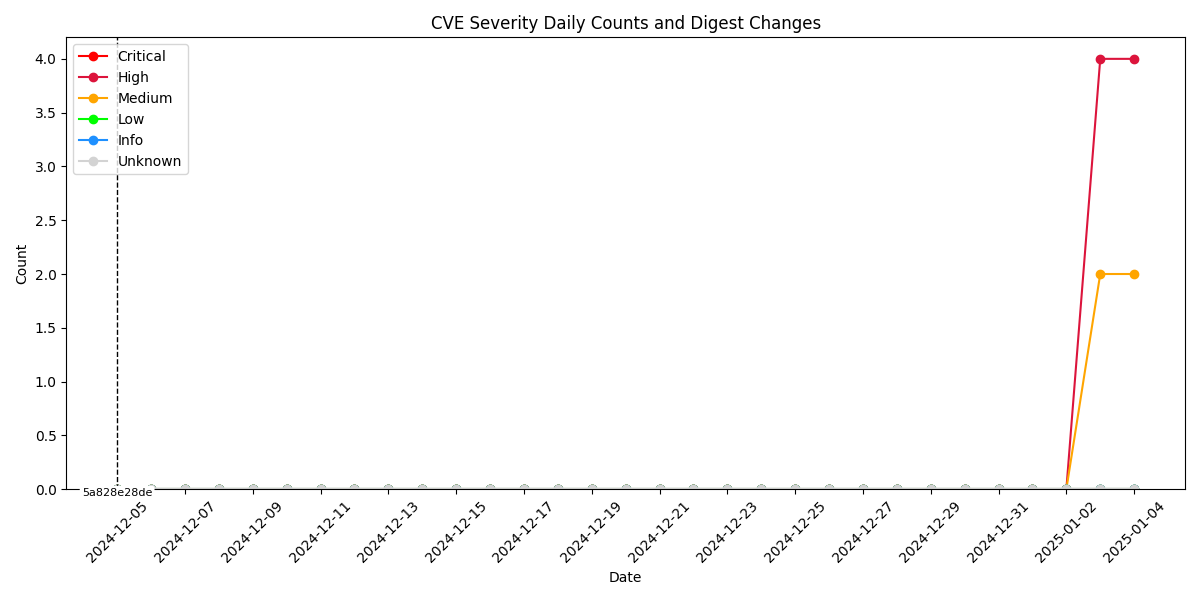 CVE Severity Daily Counts and Digest Changes
Critical
High
Medium
Low
Info
Unknown
Count
4.0
3.5
3.0
2.5
2.0
1.5
1.0
0.5
0.0
5a828e28de
2024-12-05
2024-12-07
2024-12-09
2024-12-11
2024-12-13
2024-12-15
2024-12-17
2024-12-19
2024-12-21
2024-12-23
2024-12-25
2024-12-27
2024-12-29
2024-12-31
2025-01-02
2025-01-04
Date